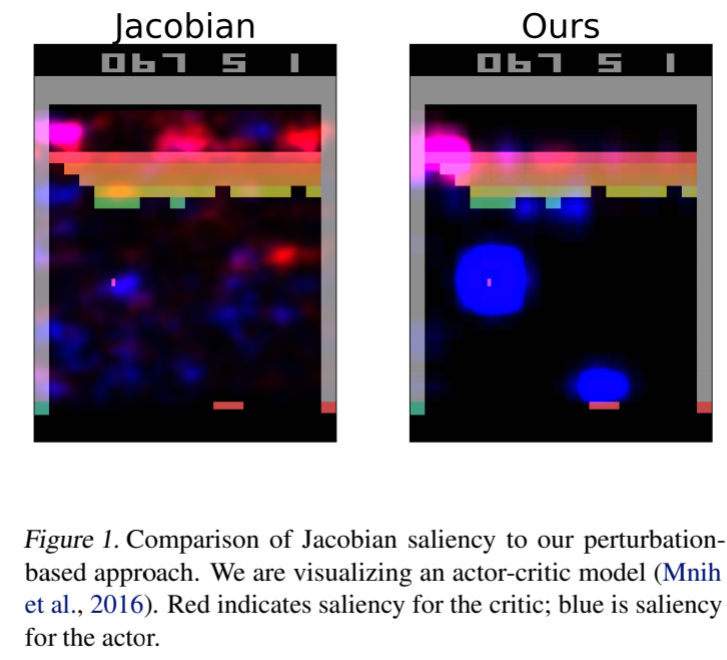 Jacobian
Ours
067 5 1
067 5 1
Figure 1. Comparison of Jacobian saliency to our perturbation-
based approach. We are visualizing an actor-critic model (Mnih
et al., 2016). Red indicates saliency for the critic; blue is saliency
for the actor.